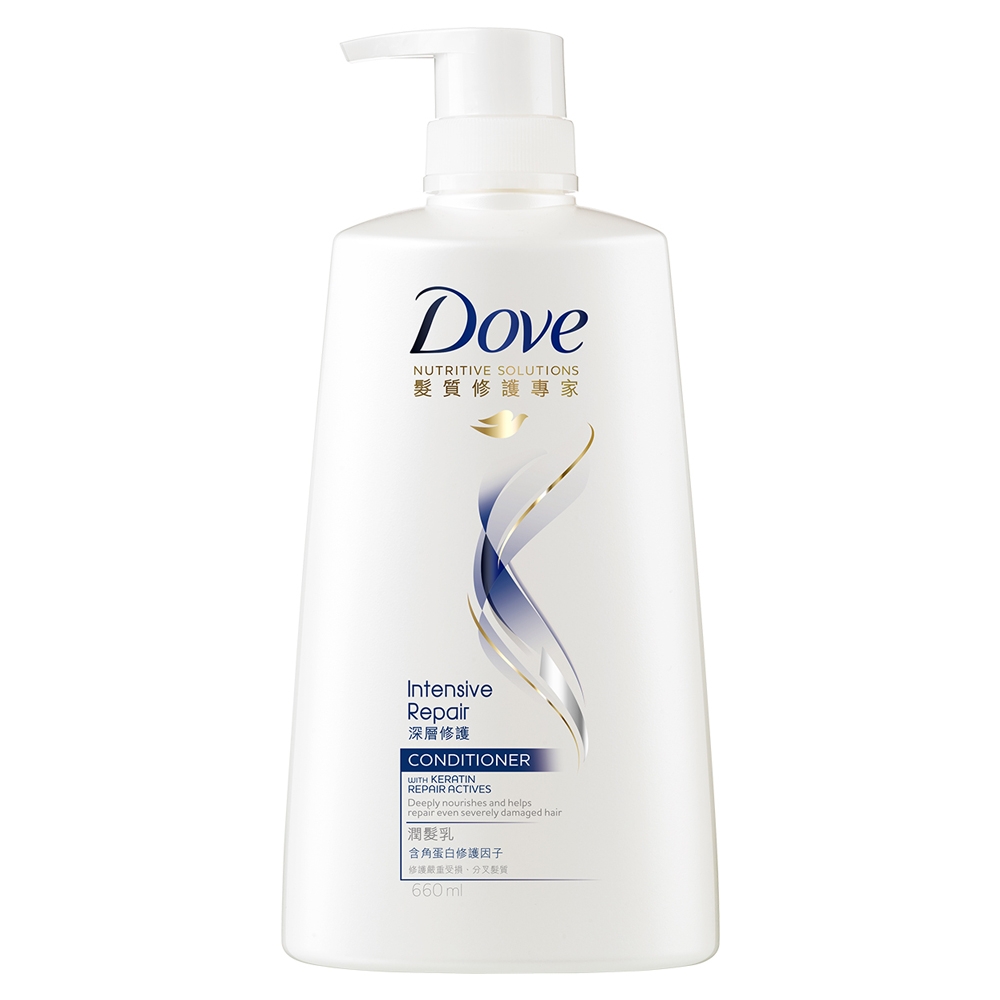 Dove
NUTRITIVE SOLUTIONS
髮質修護專家
Intensive
Repair
深層修護
CONDITIONER
WITH KERATIN
REPAIR ACTIVES
Deeply nourishes and helps
repair even severely damaged hair
潤髮乳
含角蛋白修護因子
修護嚴重受損、分叉髮質
660 ml